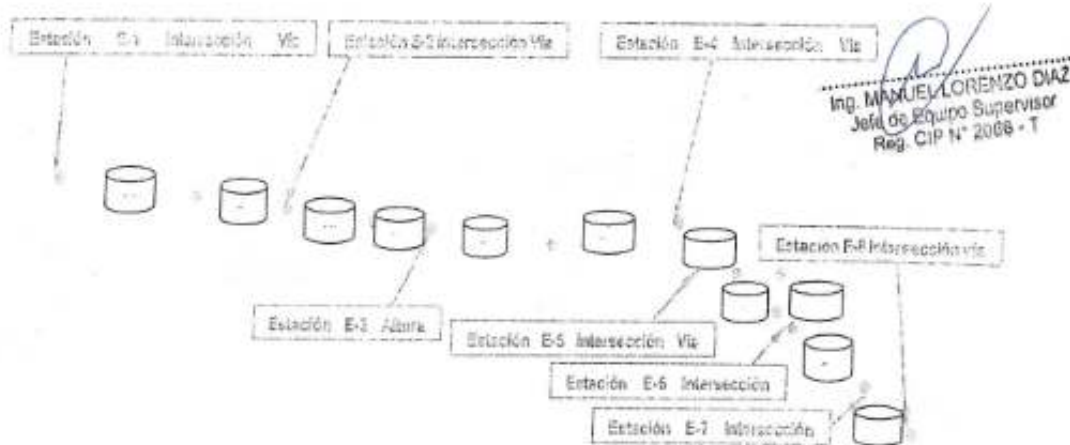 Estación E-1 Intersección Vía
Estación E-2 Intersección Vía
Estación E-4 Intersección Vía
Ing. MANUEL LORENZO DIAZ
Jefe de Equipo Supervisor
Reg. CIP N° 2068 - T
Estación E-8 Intersección vía
Estación E-3 Altura
Estación E-5 Intersección Vía
Estación E-6 Intersección
Estación E-7 Intersección